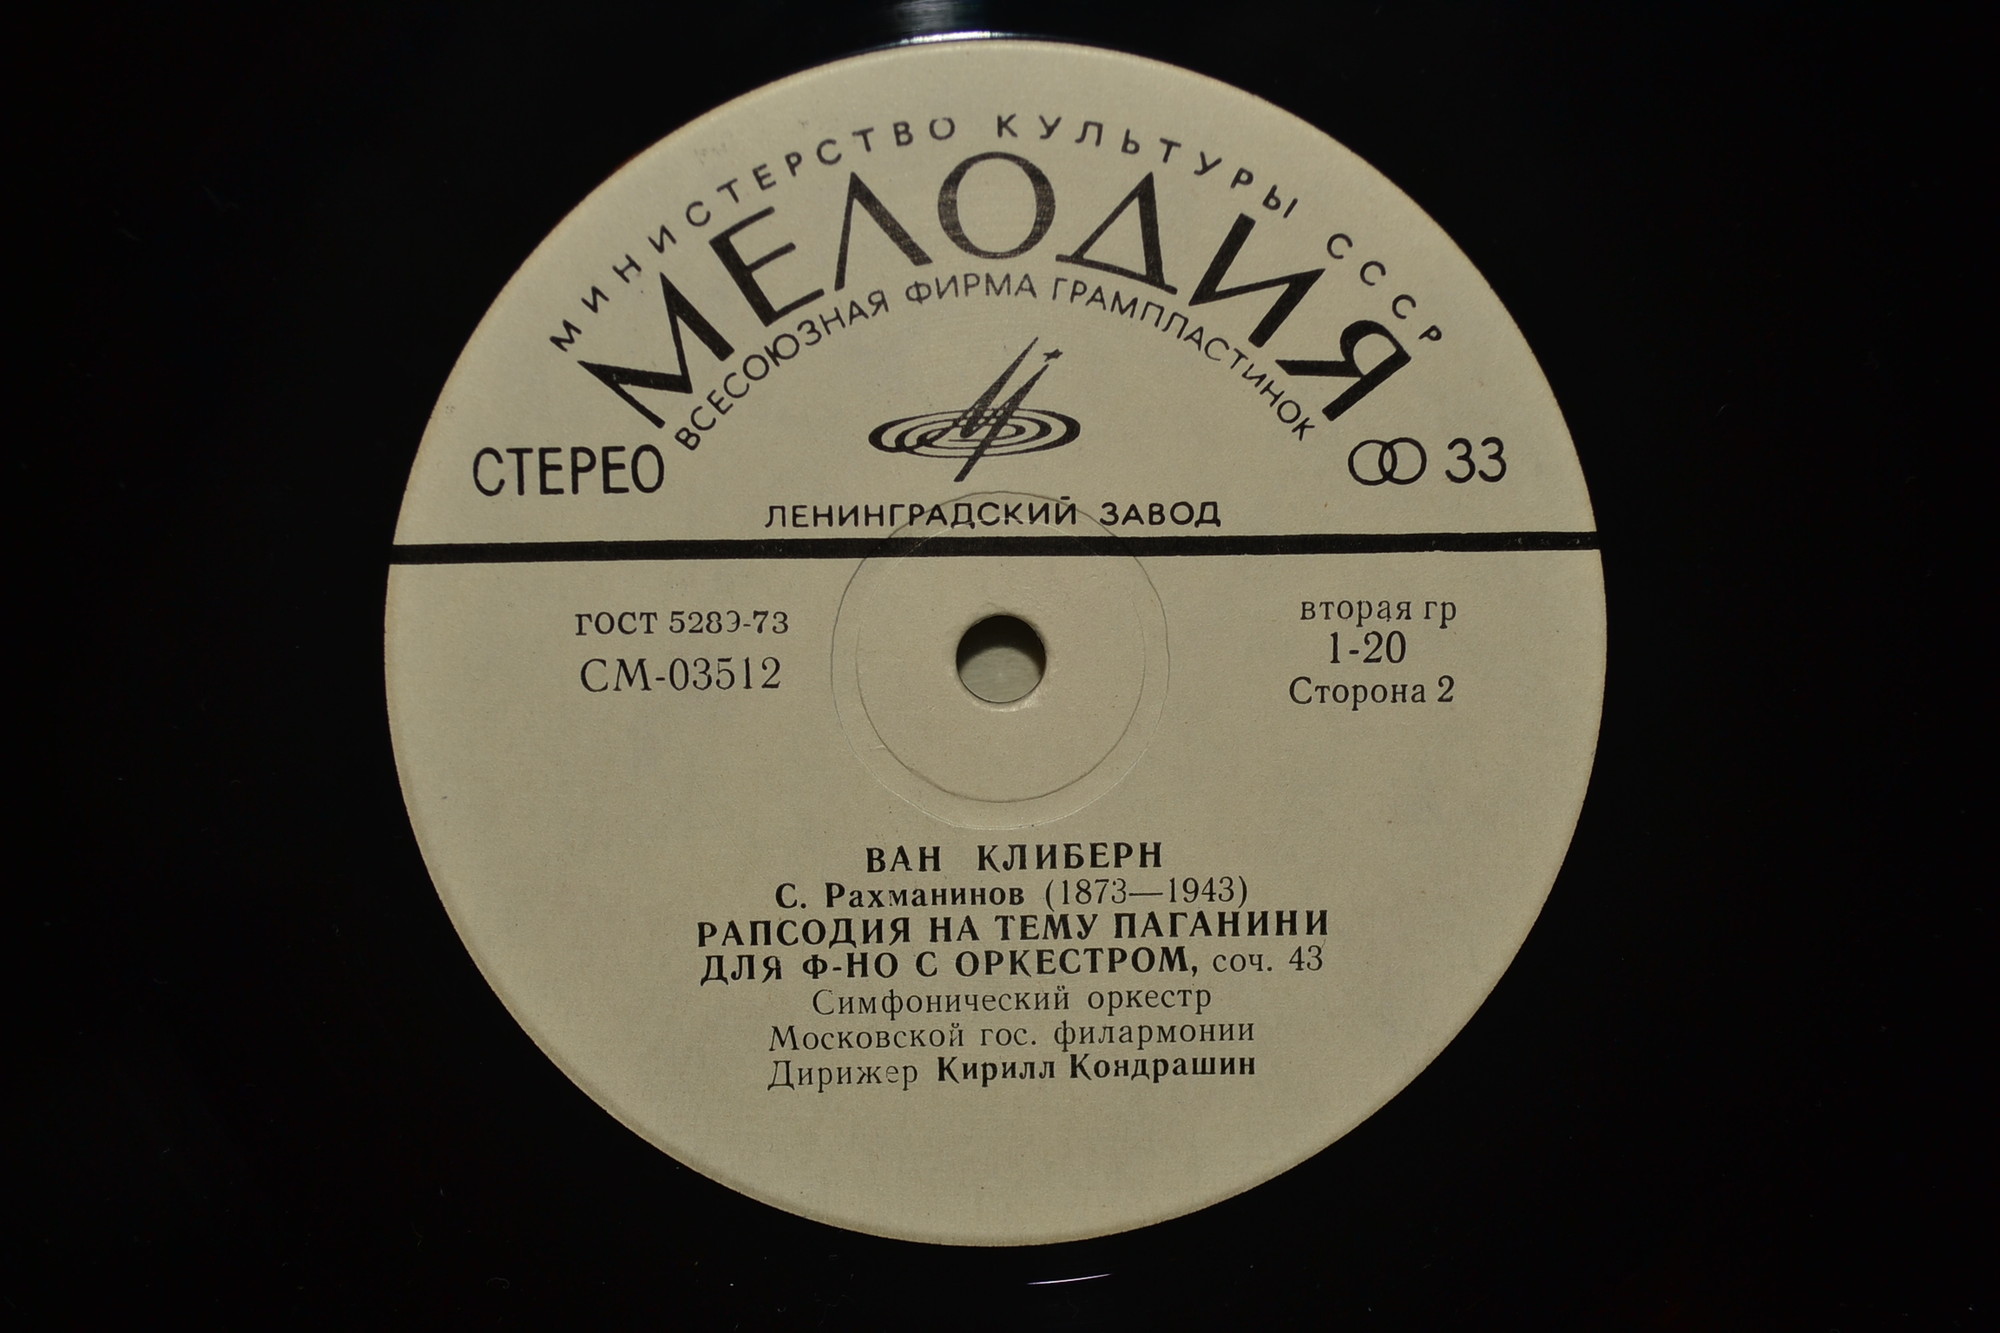 МИНИСТЕРСТВО КУЛЬТУРЫ СССР
МЕЛОДИЯ
ВСЕСОЮЗНАЯ ФИРМА ГРАМПЛАСТИНОК
СТЕРЕО
33
ЛЕНИНГРАДСКИЙ ЗАВОД
ГОСТ 5289-73
СМ-03512
вторая гр
1-20
Сторона 2
ВАН КЛИБЕРН
С. Рахманинов (1873—1943)
РАПСОДИЯ НА ТЕМУ ПАГАНИНИ
ДЛЯ Ф-НО С ОРКЕСТРОМ, соч. 43
Симфонический оркестр
Московской гос. филармонии
Дирижер Кирилл Кондрашин